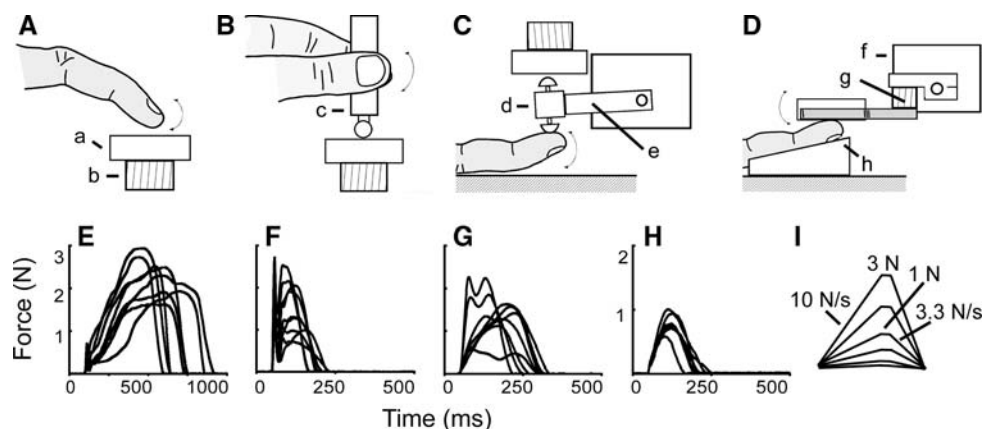 A
B
C
D
a
b
c
d
e
f
g
h
E
F
G
H
I
Force (N)
3
2
1
0 500 1000
0 250 500
0 250 500
2
1
0 250 500
3 N
1 N
10 N/s
3.3 N/s
Time (ms)